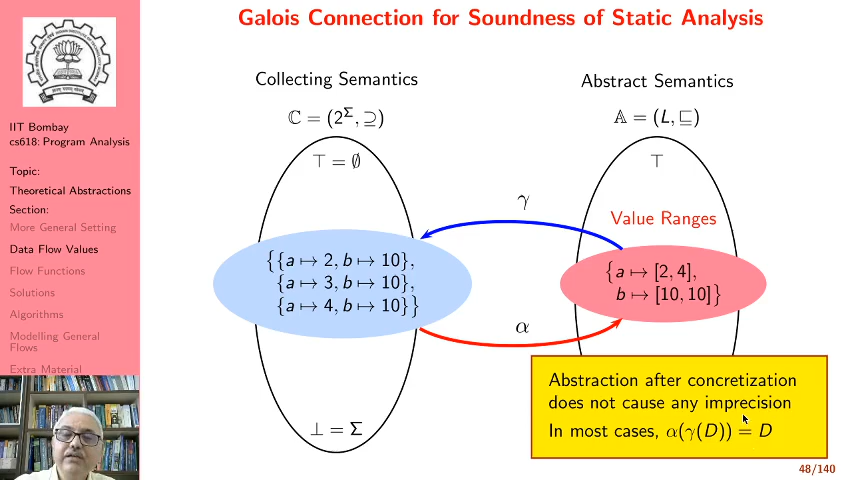 Galois Connection for Soundness of Static Analysis
IIT Bombay
cs618: Program Analysis
Topic:
Theoretical Abstractions
Section:
More General Setting
Data Flow Values
Flow Functions
Solutions
Algorithms
Modelling General
Flows
Extra Material
Collecting Semantics
ℂ = (2^Σ, ⊇)
⊤ = ∅
{{a ↦ 2, b ↦ 10},
{a ↦ 3, b ↦ 10},
{a ↦ 4, b ↦ 10}}
⊥ = Σ
γ
α
Abstract Semantics
𝔸 = (L, ⊑)
⊤
Value Ranges
{a ↦ [2, 4],
b ↦ [10, 10]}
Abstraction after concretization
does not cause any imprecision
In most cases, α(γ(D)) = D
48/140